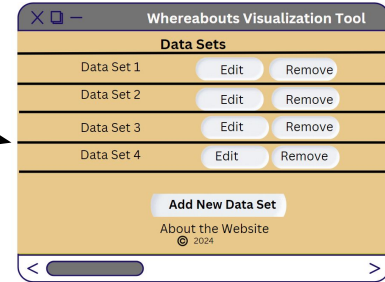 Whereabouts Visualization Tool
Data Sets
Data Set 1 Edit Remove
Data Set 2 Edit Remove
Data Set 3 Edit Remove
Data Set 4 Edit Remove
Add New Data Set
About the Website
© 2024